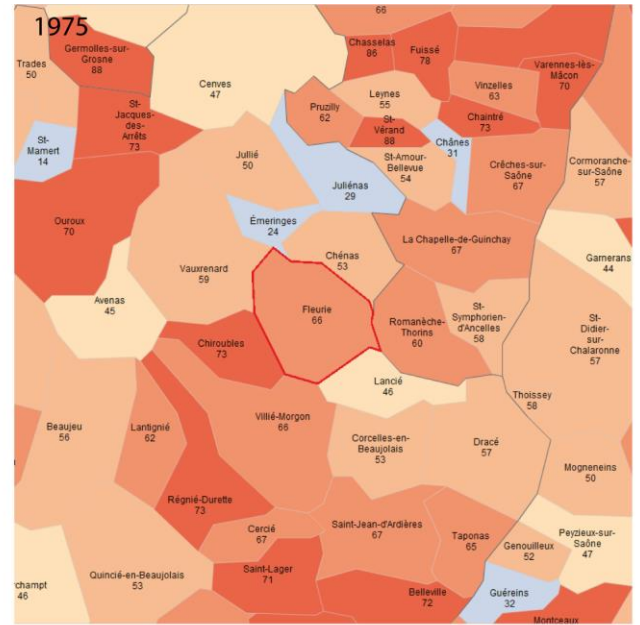 1975
66
Germolles-sur-
Grosne
88
Chasselas
86
Fuissé
78
Trades
50
Cenves
47
Varennes-lès-
Mâcon
70
Vinzelles
63
Leynes
55
Pruzilly
62
St-
Jacques-
des-
Arrêts
73
St-
Vérand
88
Chaintré
73
St-
Mamert
14
Chânes
31
Jullié
50
St-Amour-
Bellevue
54
Crêches-sur-
Saône
67
Cormoranche-
sur-Saône
57
Juliénas
29
Ouroux
70
Émeringes
24
La Chapelle-de-Guinchay
67
Chénas
53
Garnerans
44
Vauxrenard
59
Avenas
45
Fleurie
66
Romanèche-
Thorins
60
St-
Symphorien-
d'Ancelles
58
St-
Didier-
sur-
Chalaronne
57
Chiroubles
73
Lancié
46
Thoissey
58
Villié-Morgon
66
Beaujeu
56
Lantignié
62
Corcelles-en-
Beaujolais
53
Dracé
57
Mogneneins
50
Régnié-Durette
73
Cercié
67
Saint-Jean-d'Ardières
67
Taponas
65
Genouilleux
52
Peyzieux-sur-
Saône
47
Quincié-en-Beaujolais
53
Saint-Lager
71
champt
46
Belleville
72
Guéreins
32
Montceaux